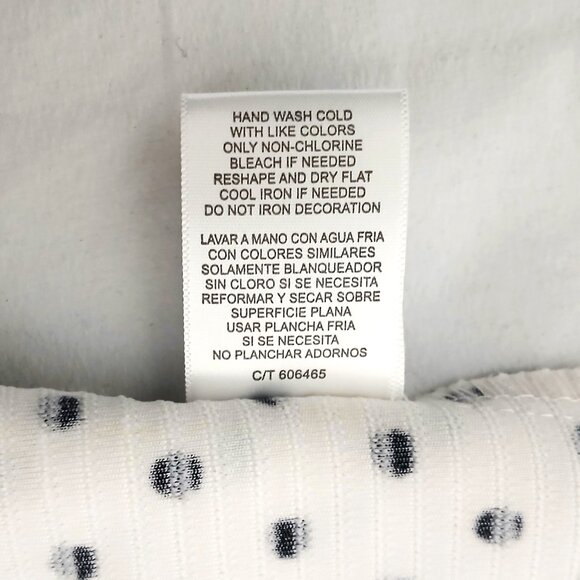 HAND WASH COLD
WITH LIKE COLORS
ONLY NON-CHLORINE
BLEACH IF NEEDED
RESHAPE AND DRY FLAT
COOL IRON IF NEEDED
DO NOT IRON DECORATION
LAVAR A MANO CON AGUA FRIA
CON COLORES SIMILARES
SOLAMENTE BLANQUEADOR
SIN CLORO SI SE NECESITA
REFORMAR Y SECAR SOBRE
SUPERFICIE PLANA
USAR PLANCHA FRIA
SI SE NECESITA
NO PLANCHAR ADORNOS
C/T 606465